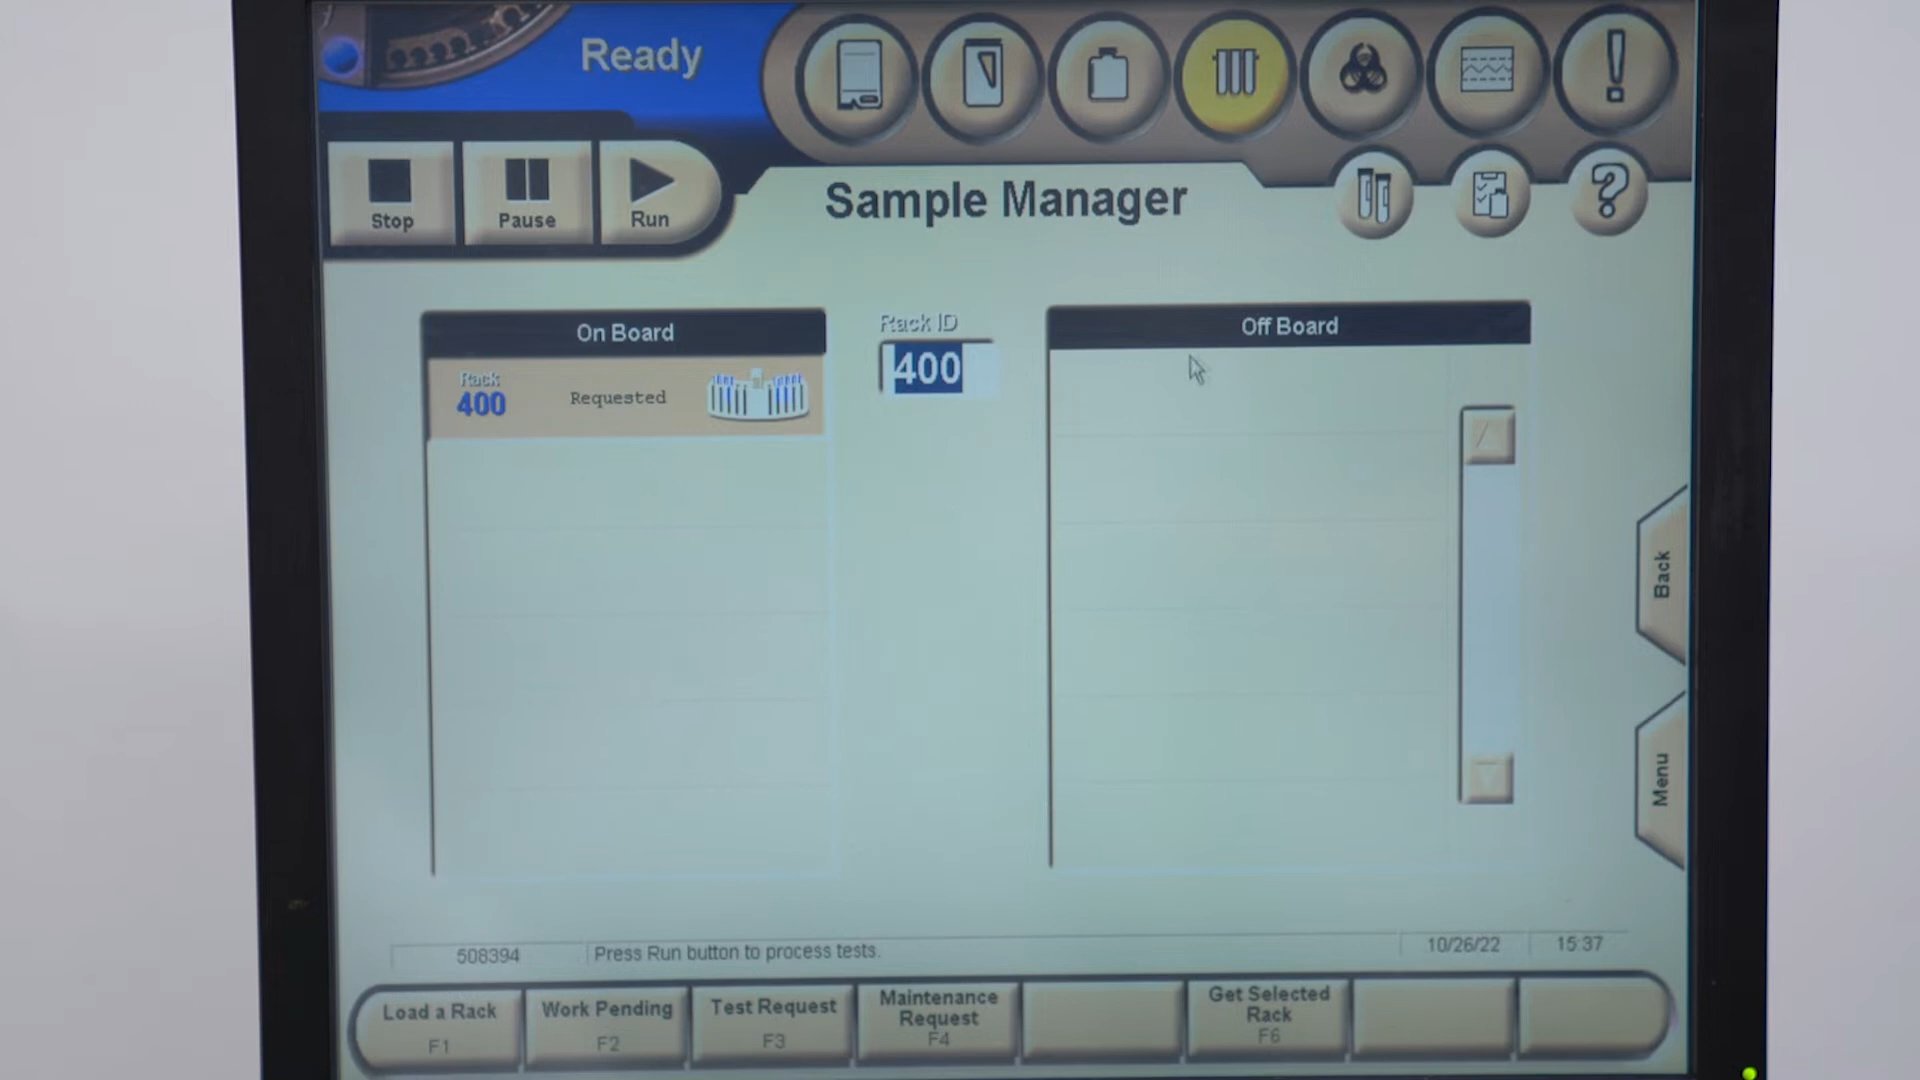 Ready
Stop
Pause
Run
Sample Manager
On Board
Rack ID
Off Board
Rack
400
Requested
400
Back
Menu
508394
Press Run button to process tests.
10/26/22
15:37
Load a Rack
F1
Work Pending
F2
Test Request
F3
Maintenance
Request
F4
Get Selected
Rack
F6